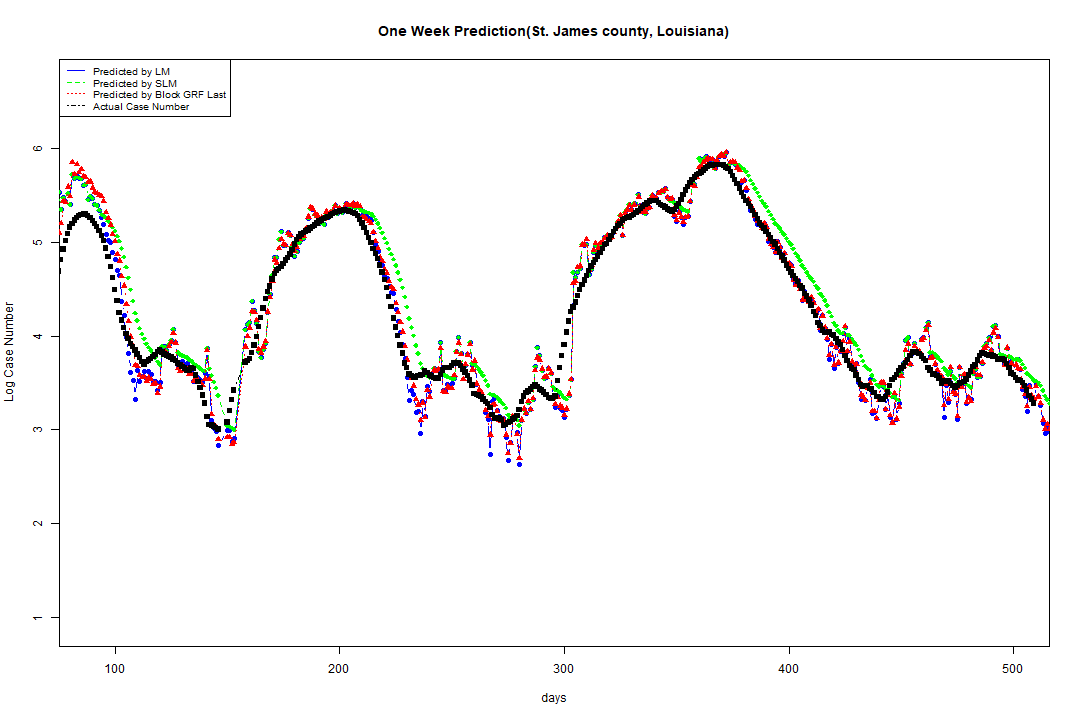 One Week Prediction(St. James county, Louisiana)
Predicted by LM
Predicted by SLM
Predicted by Block GRF Last
Actual Case Number
6
5
4
3
2
1
Log Case Number
100 200 300 400 500
days